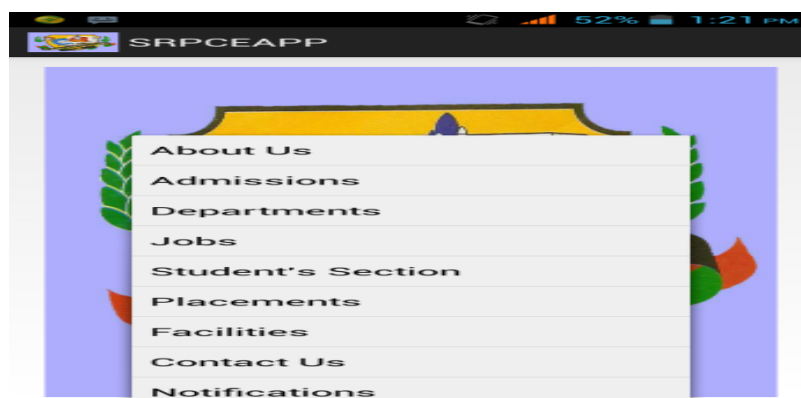 52% 1:21 PM
SRPCEAPP
About Us
Admissions
Departments
Jobs
Student's Section
Placements
Facilities
Contact Us
Notifications